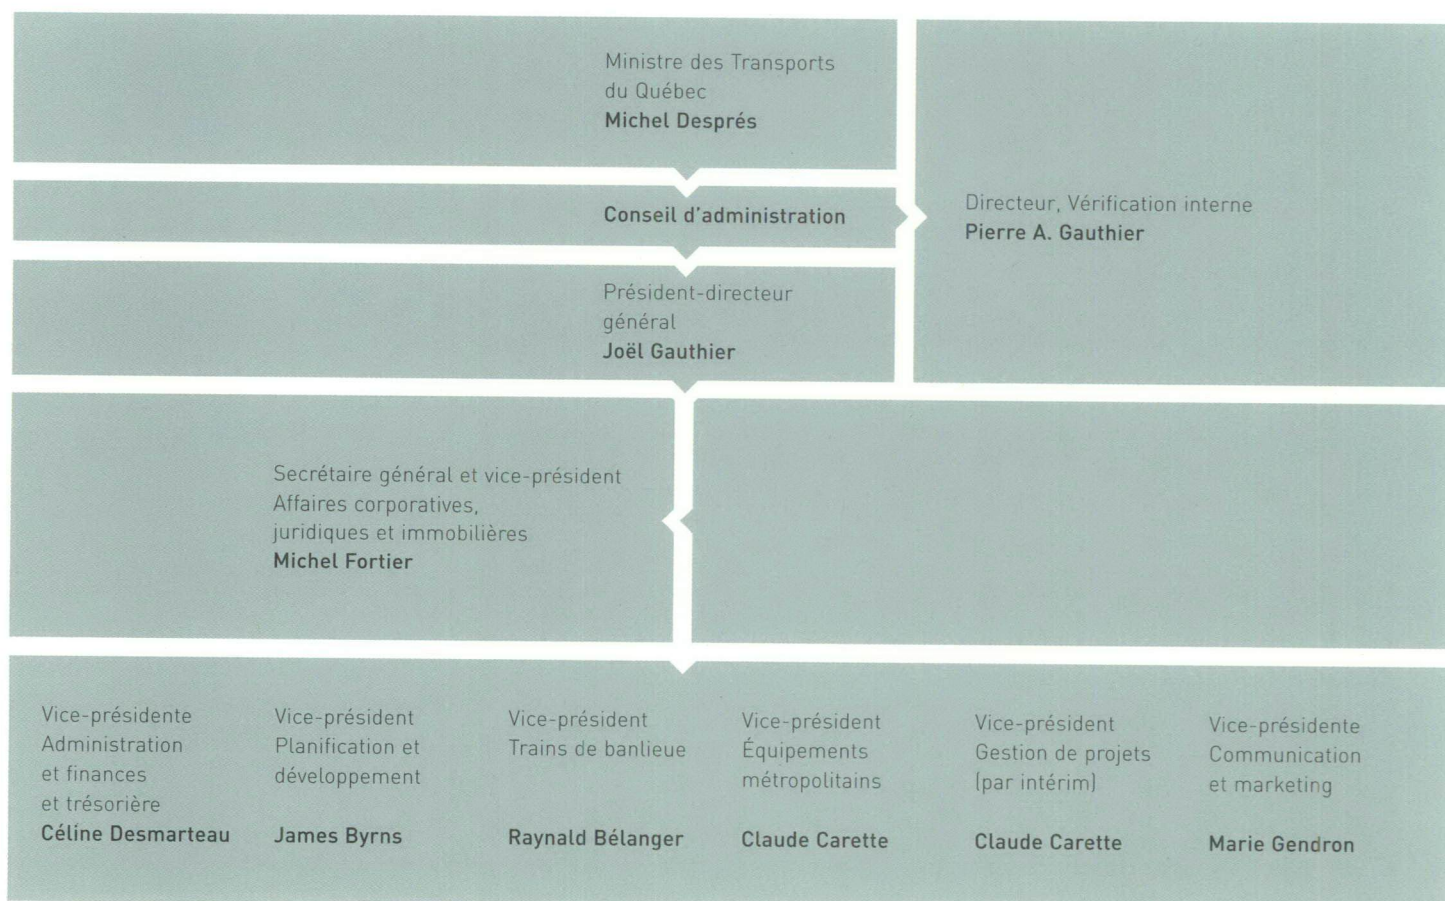 Ministre des Transports
du Québec
Michel Després
Conseil d'administration
Directeur, Vérification interne
Pierre A. Gauthier
Président-directeur
général
Joël Gauthier
Secrétaire général et vice-président
Affaires corporatives,
juridiques et immobilières
Michel Fortier
Vice-présidente
Administration
et finances
et trésorière
Céline Desmarteau
Vice-président
Planification et
développement
James Byrns
Vice-président
Trains de banlieue
Raynald Bélanger
Vice-président
Équipements
métropolitains
Claude Carette
Vice-président
Gestion de projets
(par intérim)
Claude Carette
Vice-présidente
Communication
et marketing
Marie Gendron